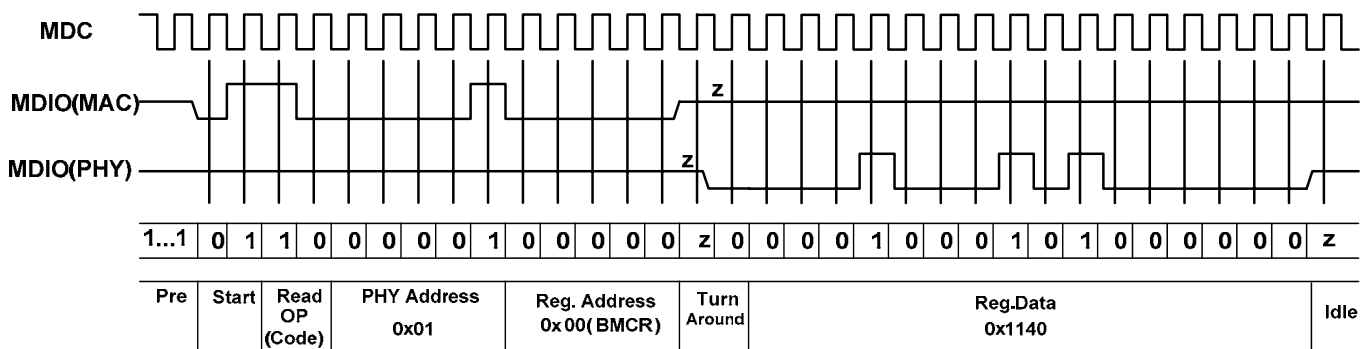 MDC
MDIO(MAC)
z
MDIO(PHY)
z
1...1 0 1 1 0 0 0 0 0 1 0 0 0 0 0 z 0 0 0 0 1 0 0 0 1 0 1 0 0 0 0 0 0 z
Pre
Start
Read
OP
(Code)
PHY Address
0x01
Reg. Address
0x00(BMCR)
Turn
Around
Reg.Data
0x1140
Idle